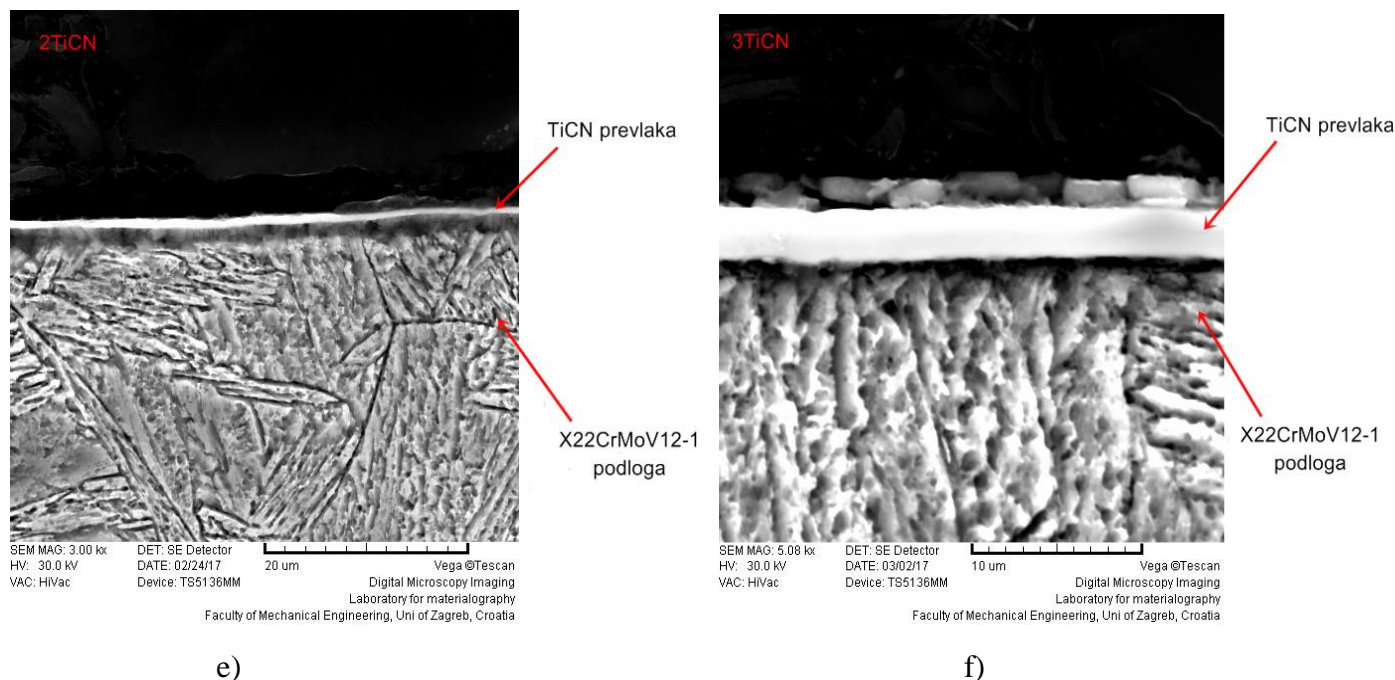 2TiCN
TiCN prevlaka
X22CrMoV12-1
podloga
SEM MAG: 3.00 kx
DET: SE Detector
HV: 30.0 kV
DATE: 02/24/17
20 um
Vega ©Tescan
VAC: HiVac
Device: TS5136MM
Digital Microscopy Imaging
Laboratory for materialography
Faculty of Mechanical Engineering, Uni of Zagreb, Croatia
e)
3TiCN
TiCN prevlaka
X22CrMoV12-1
podloga
SEM MAG: 5.08 kx
DET: SE Detector
HV: 30.0 kV
DATE: 03/02/17
10 um
Vega ©Tescan
VAC: HiVac
Device: TS5136MM
Digital Microscopy Imaging
Laboratory for materialography
Faculty of Mechanical Engineering, Uni of Zagreb, Croatia
f)